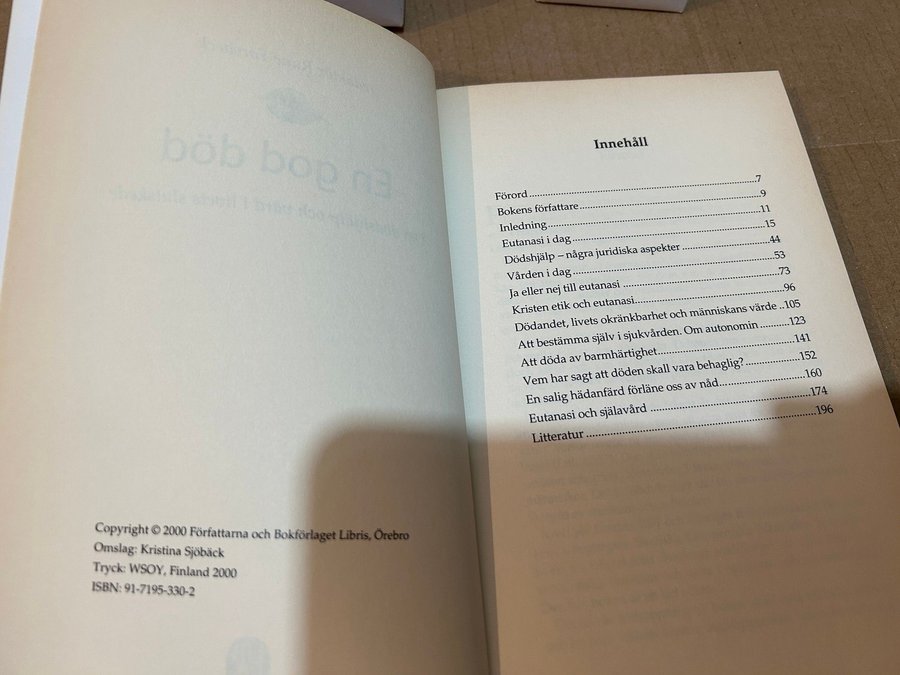 En god död
Copyright © 2000 Författarna och Bokförlaget Libris, Örebro
Omslag: Kristina Sjöbäck
Tryck: WSOY, Finland 2000
ISBN: 91-7195-330-2
Innehåll
Förord ........ 7
Bokens författare ........ 9
Inledning ........ 11
Eutanasi i dag ........ 15
Dödshjälp – några juridiska aspekter ........ 44
Vården i dag ........ 53
Ja eller nej till eutanasi ........ 73
Kristen etik och eutanasi ........ 96
Dödandet, livets okränkbarhet och människans värde .. 105
Att bestämma själv i sjukvården. Om autonomin ........ 123
Att döda av barmhärtighet ........ 141
Vem har sagt att döden skall vara behaglig? ........ 152
En salig hädanfärd förläne oss av nåd ........ 160
Eutanasi och själavård ........ 174
Litteratur ........ 196